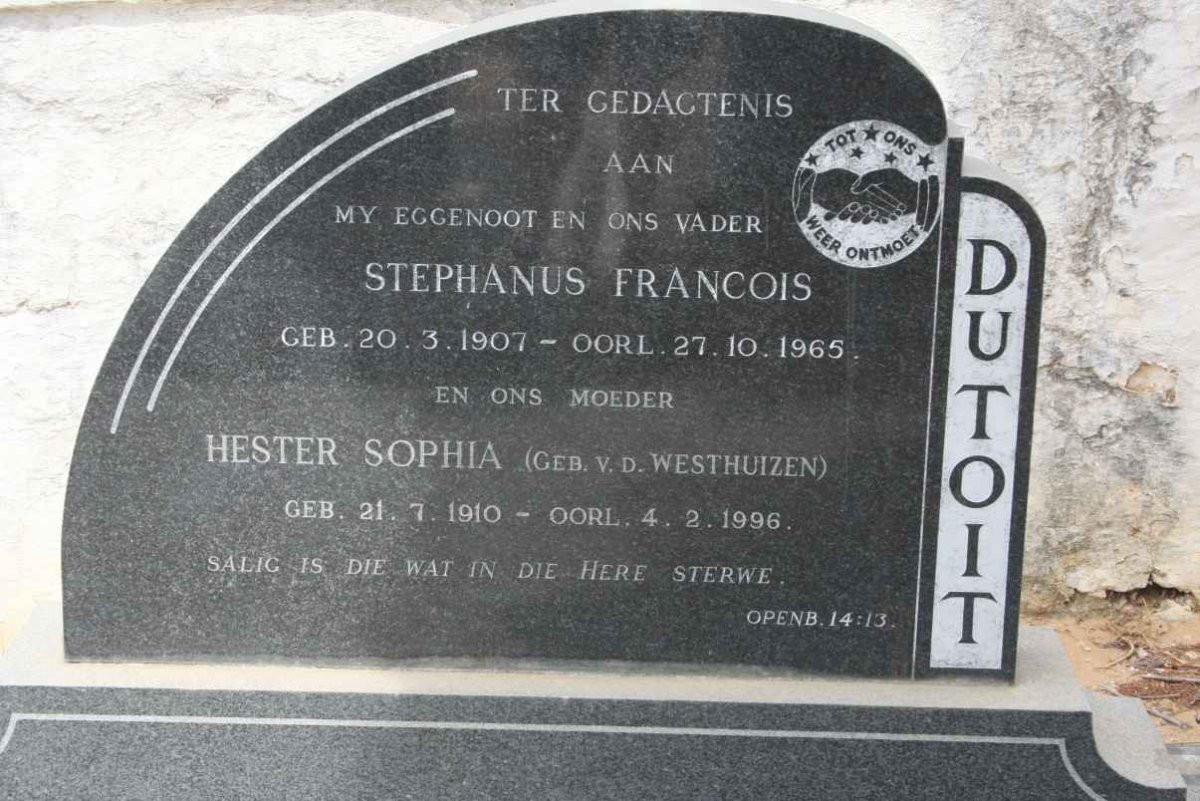 TER GEDAGTENIS
AAN
MY EGGENOOT EN ONS VADER
STEPHANUS FRANCOIS
GEB. 20. 3. 1907 – OORL. 27. 10. 1965.
EN ONS MOEDER
HESTER SOPHIA (GEB. V. D. WESTHUIZEN)
GEB. 21. 7. 1910 – OORL. 4. 2. 1996.
SALIG IS DIE WAT IN DIE HERE STERWE.
OPENB. 14:13.
TOT ONS
WEER ONTMOET
DU TOIT